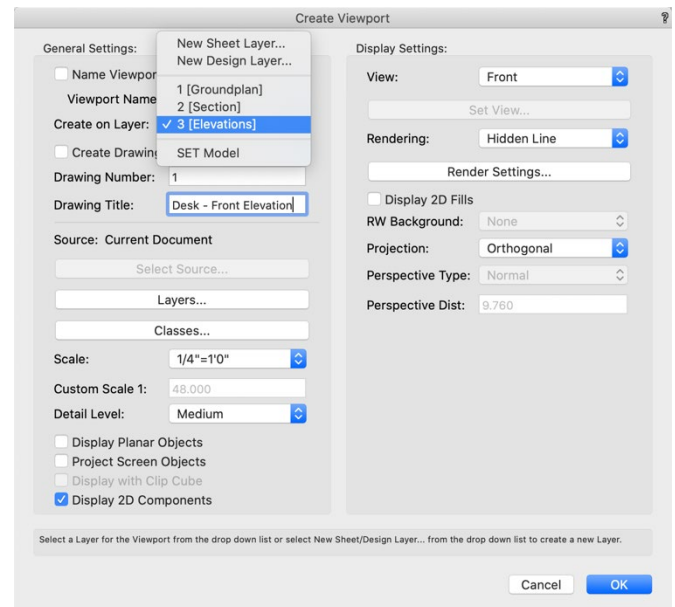 Create Viewport
?
General Settings:
Name Viewpor
Viewport Name
Create on Layer:
New Sheet Layer...
New Design Layer...
1 [Groundplan]
2 [Section]
✓ 3 [Elevations]
SET Model
Create Drawin
Drawing Number: 1
Drawing Title: Desk - Front Elevation
Source: Current Document
Select Source...
Layers...
Classes...
Scale: 1/4"=1'0"
Custom Scale 1: 48.000
Detail Level: Medium
Display Planar Objects
Project Screen Objects
Display with Clip Cube
Display 2D Components
Display Settings:
View: Front
Set View...
Rendering: Hidden Line
Render Settings...
Display 2D Fills
RW Background: None
Projection: Orthogonal
Perspective Type: Normal
Perspective Dist: 9.760
Select a Layer for the Viewport from the drop down list or select New Sheet/Design Layer... from the drop down list to create a new Layer.
Cancel
OK